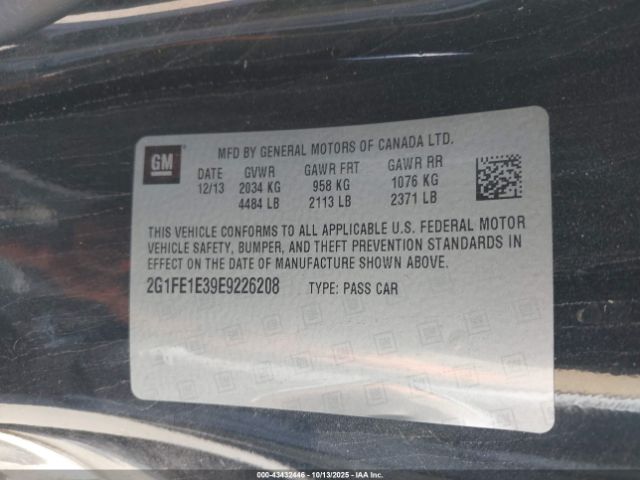 GM
MFD BY GENERAL MOTORS OF CANADA LTD.
DATE GVWR GAWR FRT GAWR RR
12/13 2034 KG 958 KG 1076 KG
4484 LB 2113 LB 2371 LB
THIS VEHICLE CONFORMS TO ALL APPLICABLE U.S. FEDERAL MOTOR
VEHICLE SAFETY, BUMPER, AND THEFT PREVENTION STANDARDS IN
EFFECT ON THE DATE OF MANUFACTURE SHOWN ABOVE.
2G1FE1E39E9226208 TYPE: PASS CAR
000-43432446 - 10/13/2025 - IAAI.com